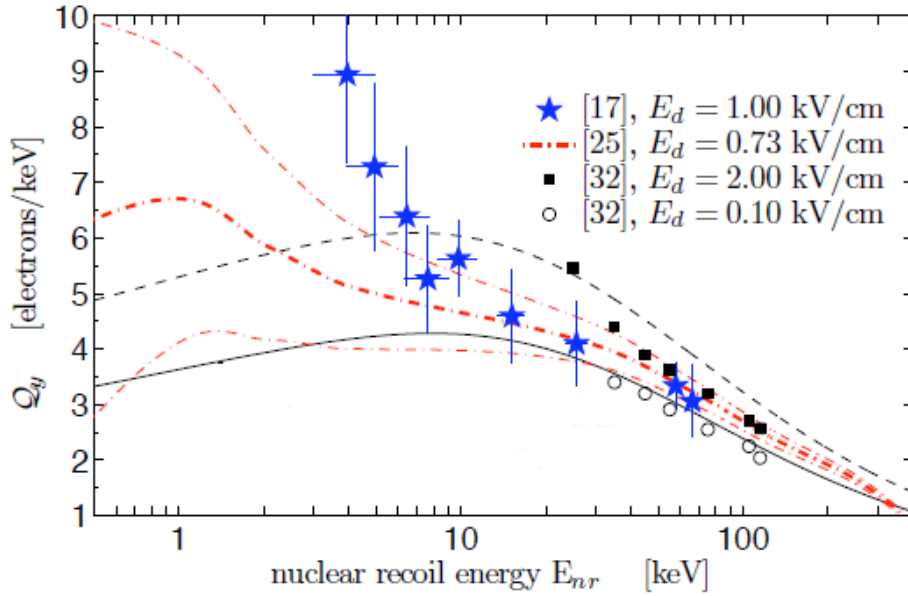 10
9
8
7
6
5
4
3
2
1
Q_y [electrons/keV]
[17], E_d = 1.00 kV/cm
[25], E_d = 0.73 kV/cm
[32], E_d = 2.00 kV/cm
[32], E_d = 0.10 kV/cm
1 10 100
nuclear recoil energy E_nr [keV]